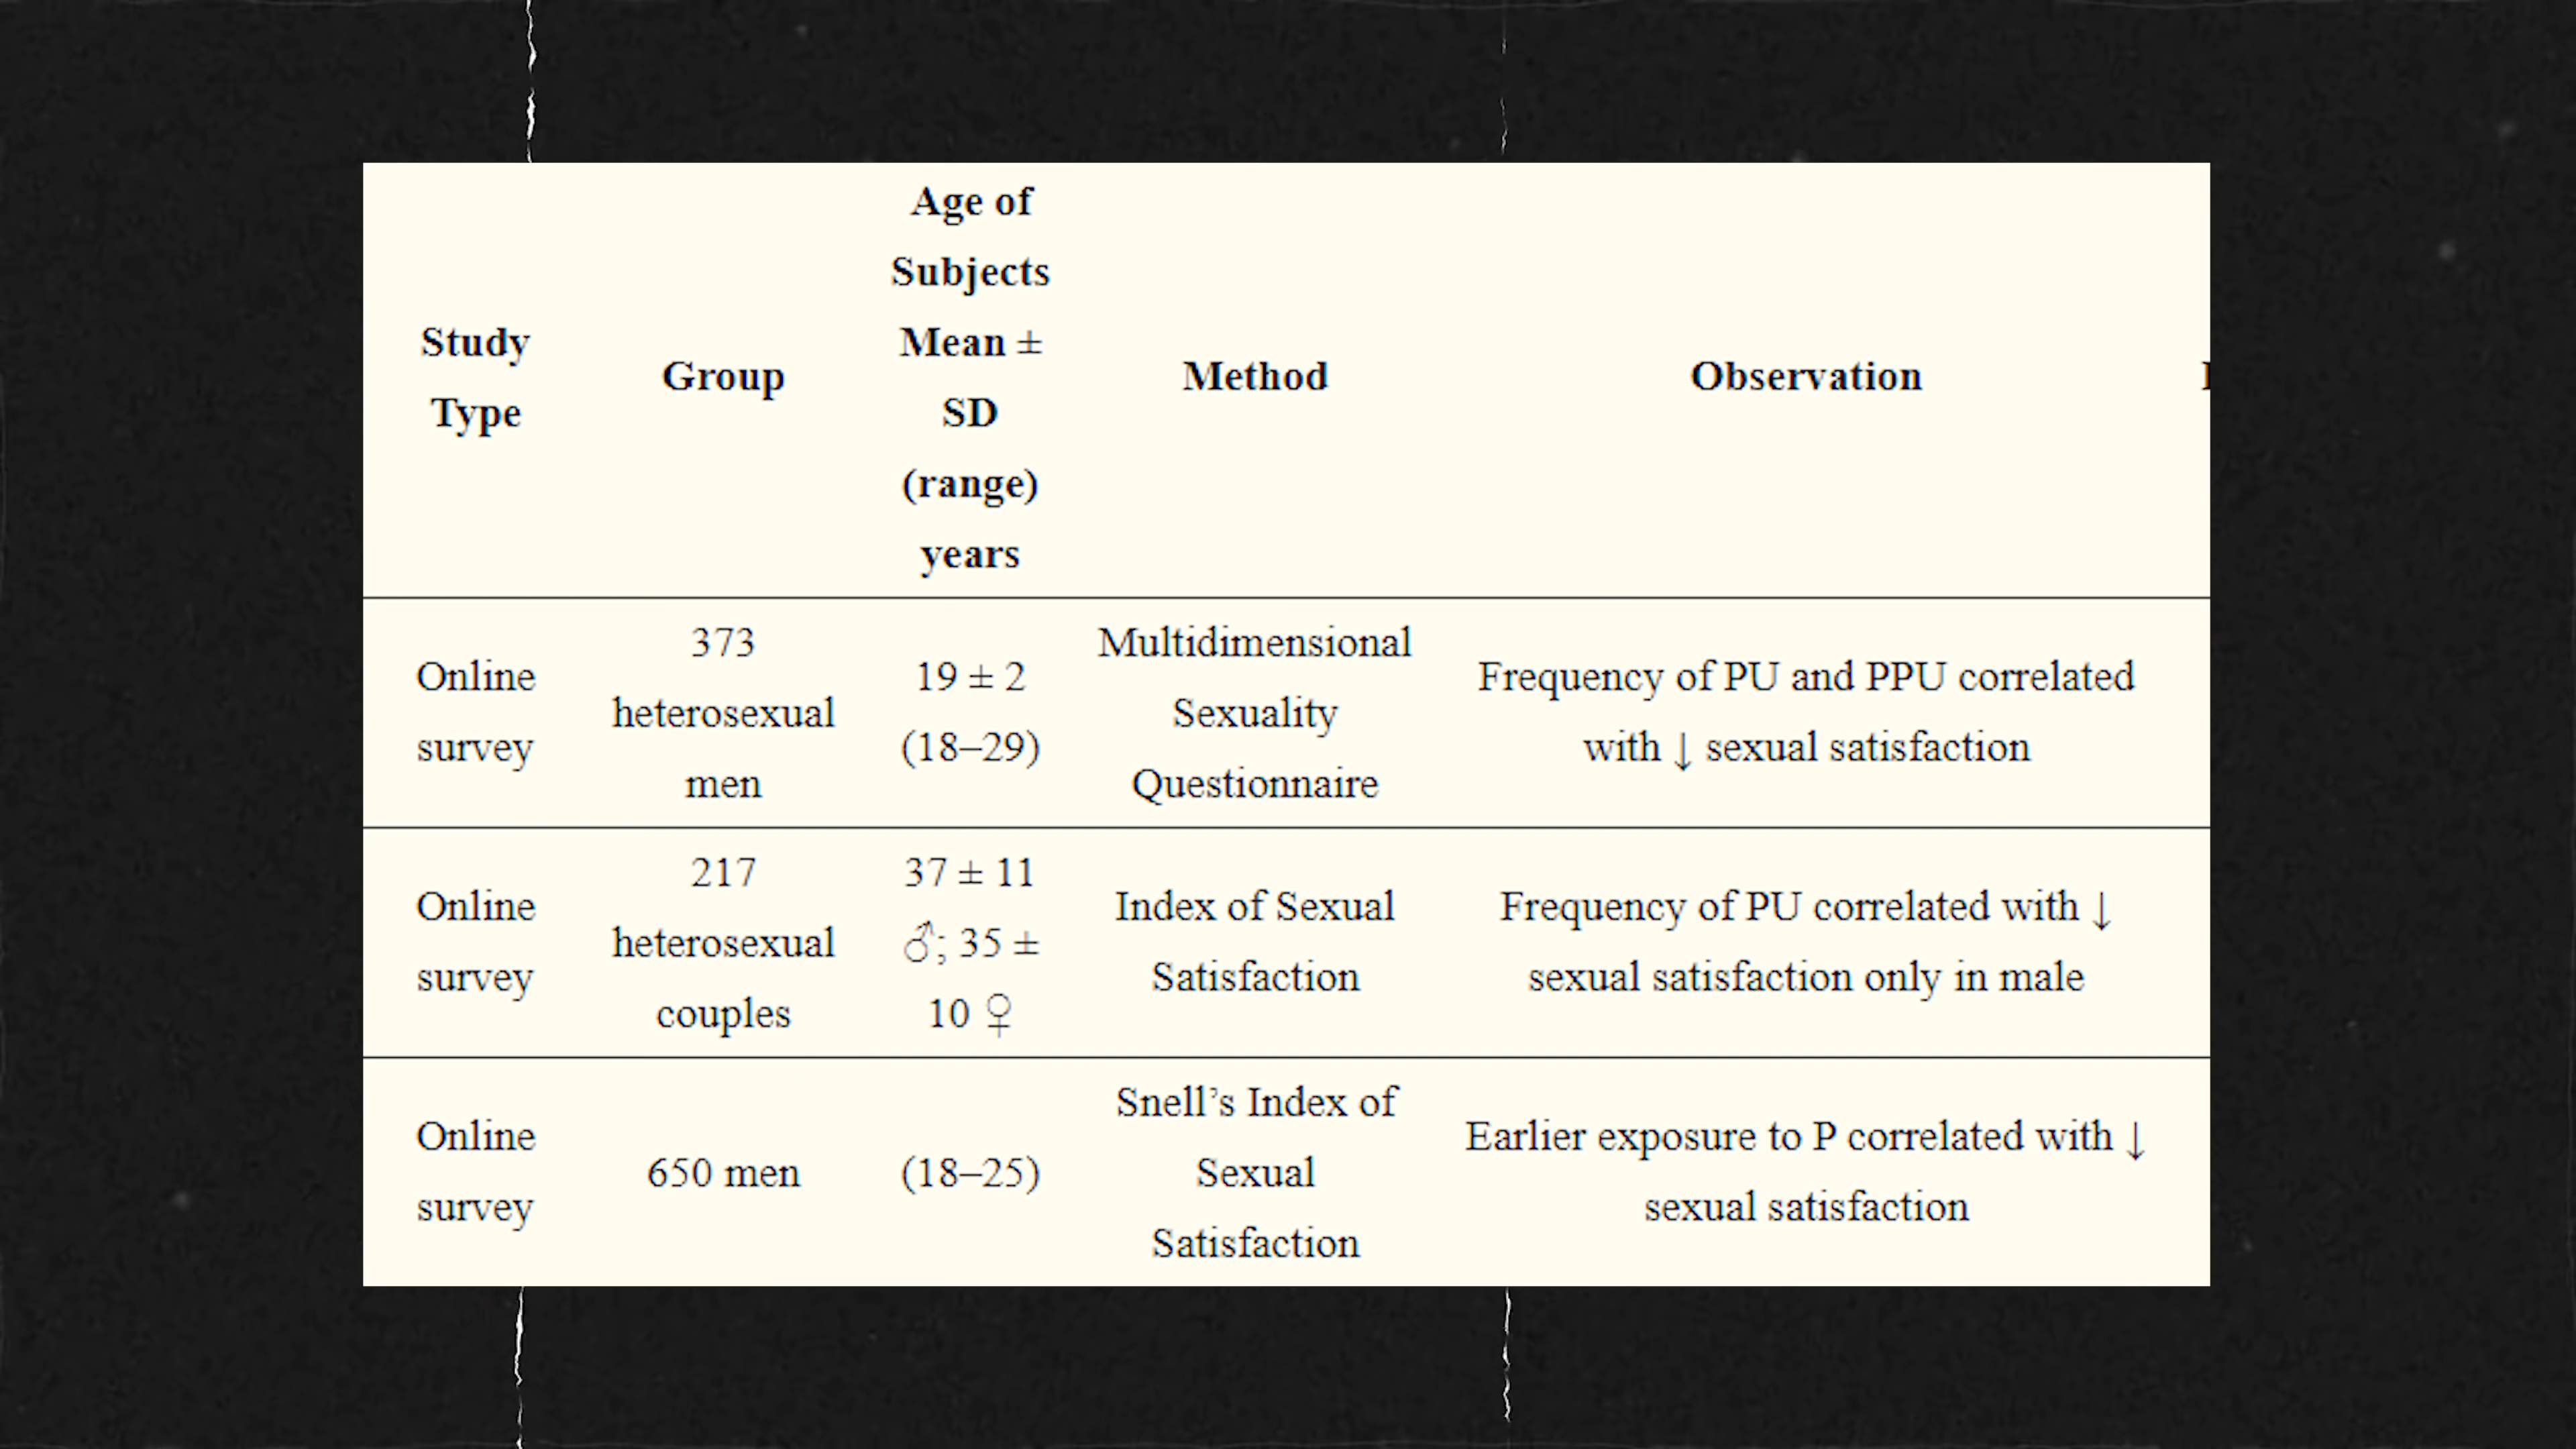 Study
Type
Group
Age of
Subjects
Mean ±
SD
(range)
years
Method
Observation
Online
survey
373
heterosexual
men
19 ± 2
(18–29)
Multidimensional
Sexuality
Questionnaire
Frequency of PU and PPU correlated
with ↓ sexual satisfaction
Online
survey
217
heterosexual
couples
37 ± 11
♂; 35 ±
10 ♀
Index of Sexual
Satisfaction
Frequency of PU correlated with ↓
sexual satisfaction only in male
Online
survey
650 men
(18–25)
Snell’s Index of
Sexual
Satisfaction
Earlier exposure to P correlated with ↓
sexual satisfaction